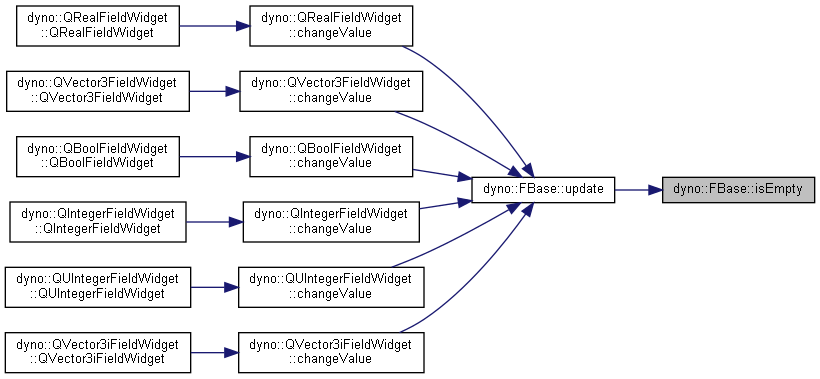 dyno::QRealFieldWidget
::QRealFieldWidget
dyno::QRealFieldWidget
::changeValue
dyno::QVector3FieldWidget
::QVector3FieldWidget
dyno::QVector3FieldWidget
::changeValue
dyno::QBoolFieldWidget
::QBoolFieldWidget
dyno::QBoolFieldWidget
::changeValue
dyno::FBase::update
dyno::FBase::isEmpty
dyno::QIntegerFieldWidget
::QIntegerFieldWidget
dyno::QIntegerFieldWidget
::changeValue
dyno::QUIntegerFieldWidget
::QUIntegerFieldWidget
dyno::QUIntegerFieldWidget
::changeValue
dyno::QVector3iFieldWidget
::QVector3iFieldWidget
dyno::QVector3iFieldWidget
::changeValue